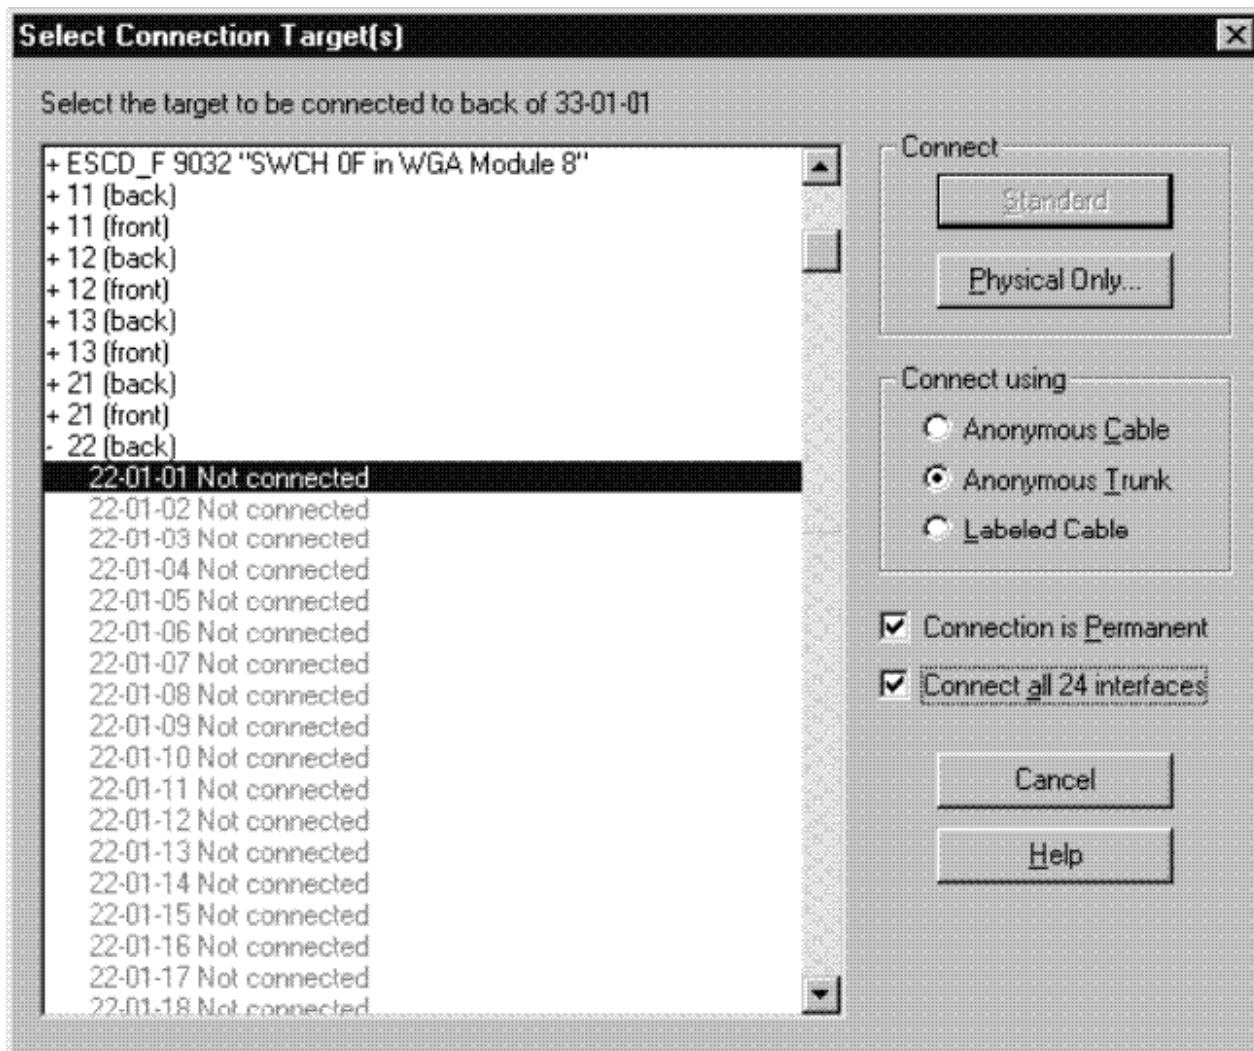 Select Connection Target(s)
Select the target to be connected to back of 33-01-01
+ ESCD_F 9032 "SWCH 0F in WGA Module 8"
+ 11 (back)
+ 11 (front)
+ 12 (back)
+ 12 (front)
+ 13 (back)
+ 13 (front)
+ 21 (back)
+ 21 (front)
- 22 (back)
22-01-01 Not connected
22-01-02 Not connected
22-01-03 Not connected
22-01-04 Not connected
22-01-05 Not connected
22-01-06 Not connected
22-01-07 Not connected
22-01-08 Not connected
22-01-09 Not connected
22-01-10 Not connected
22-01-11 Not connected
22-01-12 Not connected
22-01-13 Not connected
22-01-14 Not connected
22-01-15 Not connected
22-01-16 Not connected
22-01-17 Not connected
22-01-18 Not connected
Connect
Standard
Physical Only...
Connect using
Anonymous Cable
Anonymous Trunk
Labeled Cable
Connection is Permanent
Connect all 24 interfaces
Cancel
Help